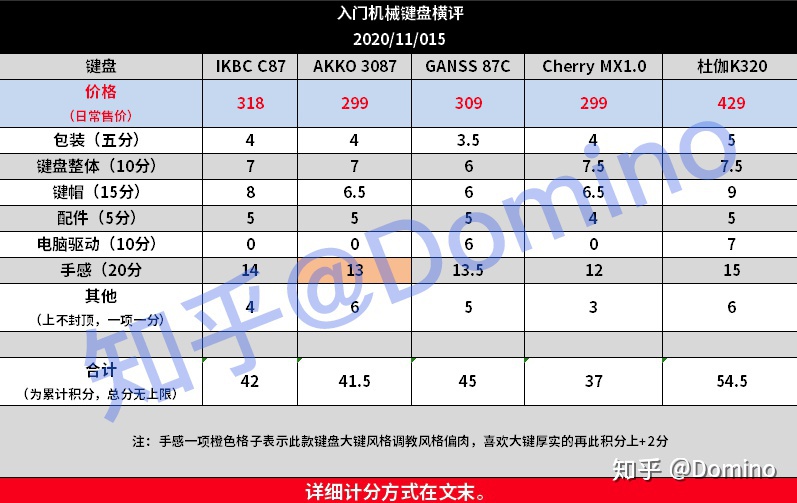 入门机械键盘横评
2020/11/015
键盘 IKBC C87 AKKO 3087 GANSS 87C Cherry MX1.0 杜伽K320
价格
（日常售价） 318 299 309 299 429
包装（五分） 4 4 3.5 4 5
键盘整体（10分） 7 7 6 7.5 7.5
键帽（15分） 8 6.5 6 6.5 9
配件（5分） 5 5 5 4 5
电脑驱动（10分） 0 0 6 0 7
手感（20分 14 13 13.5 12 15
其他
（上不封顶，一项一分） 4 6 5 3 6
合计
（为累计积分，总分无上限） 42 41.5 45 37 54.5
注：手感一项橙色格子表示此款键盘大键风格调教风格偏肉，喜欢大键厚实的再此积分上+2分
详细计分方式在文末。
知乎@Domino
知乎 @Domino